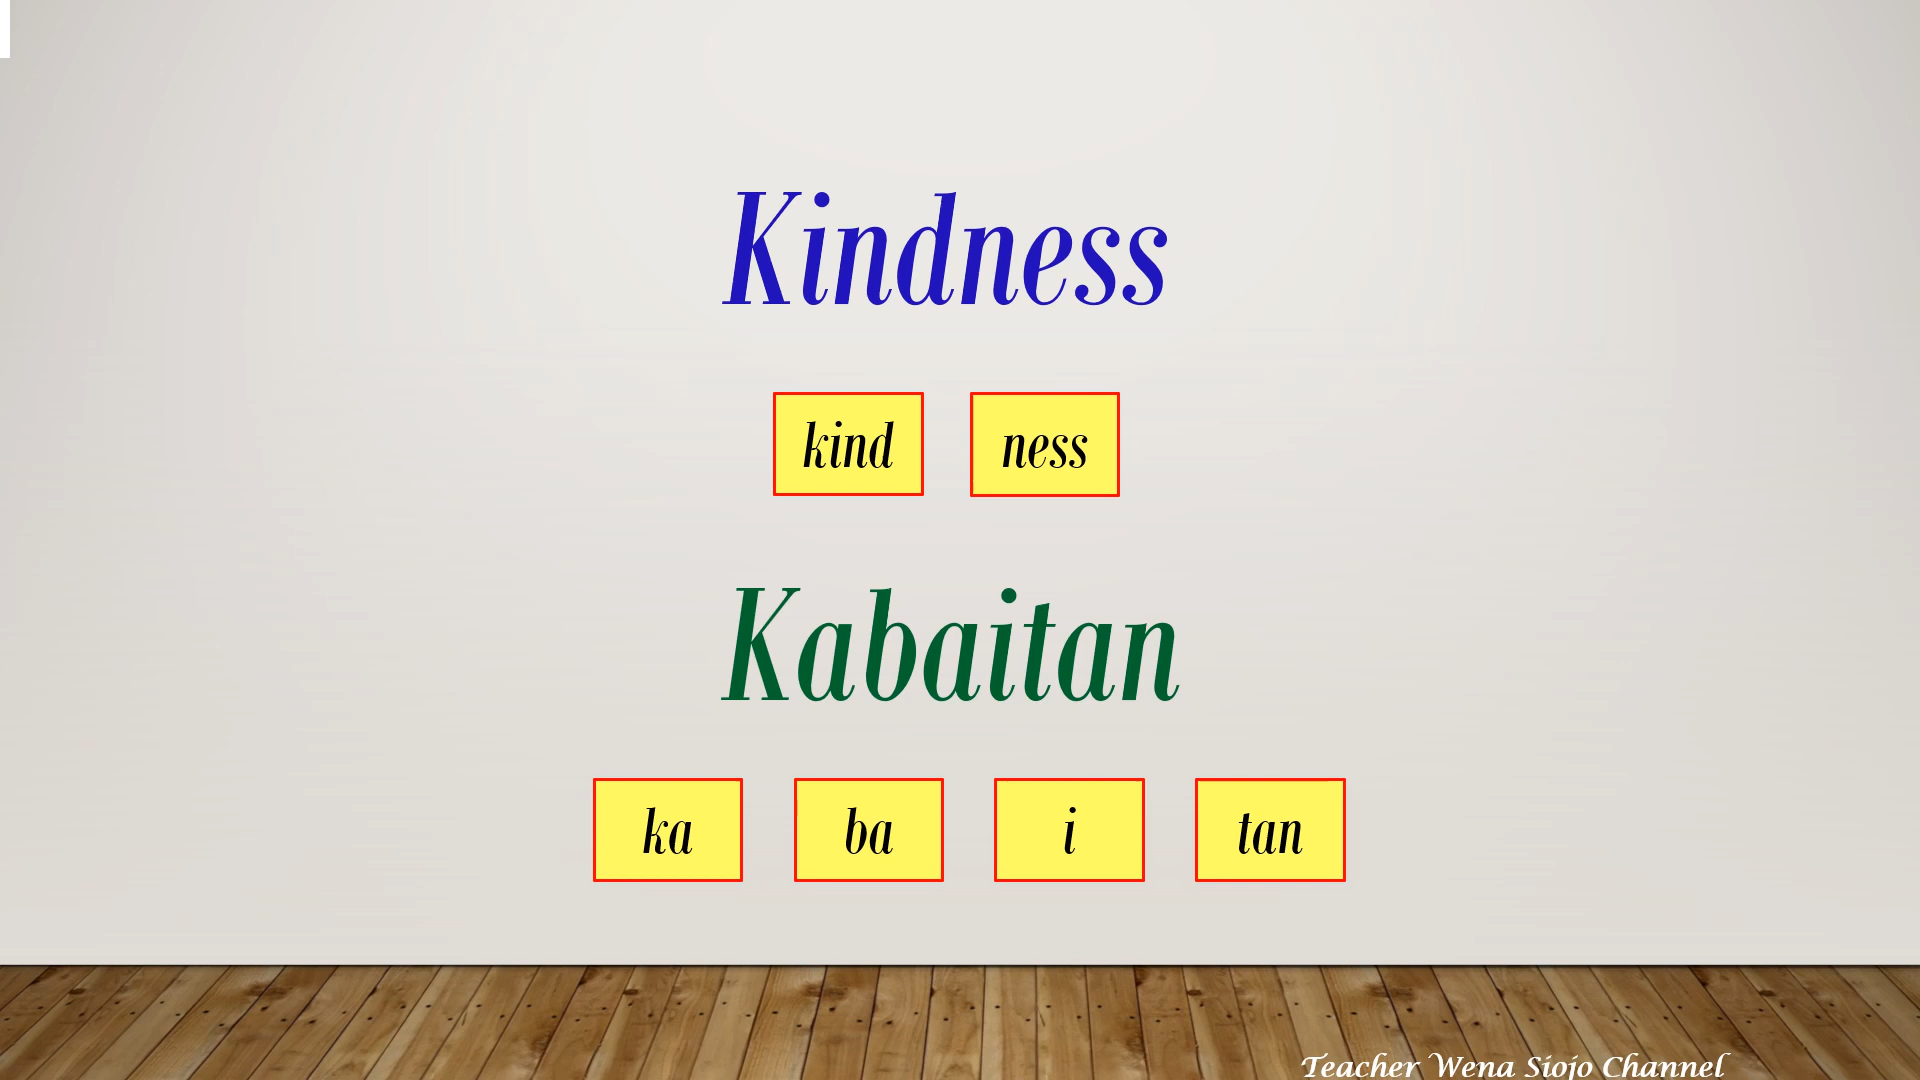 Kindness
kind ness
Kabaitan
ka ba i tan
Teacher Wena Siojo Channel